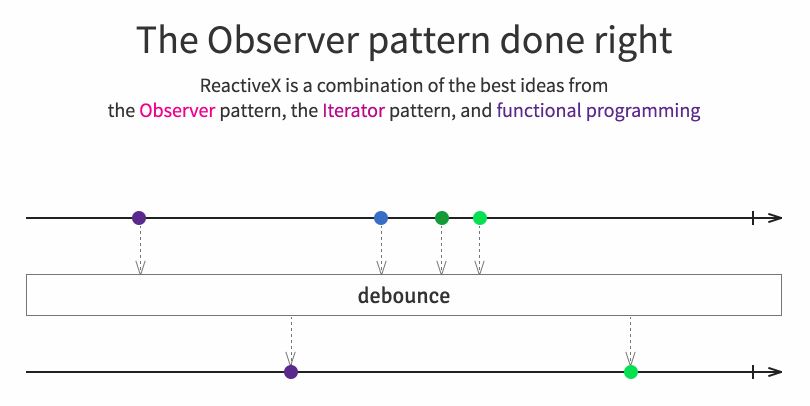 The Observer pattern done right
ReactiveX is a combination of the best ideas from
the Observer pattern, the Iterator pattern, and functional programming
debounce